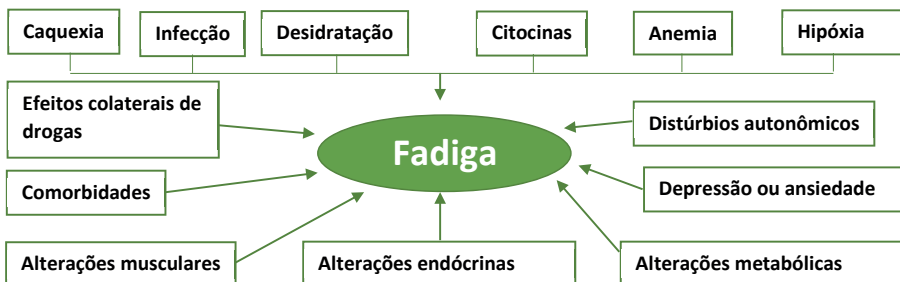 Caquexia
Infecção
Desidratação
Citocinas
Anemia
Hipóxia
Efeitos colaterais de
drogas
Fadiga
Distúrbios autonômicos
Comorbidades
Depressão ou ansiedade
Alterações musculares
Alterações endócrinas
Alterações metabólicas